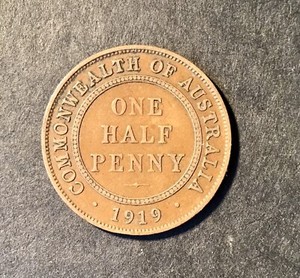 COMMONWEALTH OF AUSTRALIA
ONE
HALF
PENNY
· 1919 ·